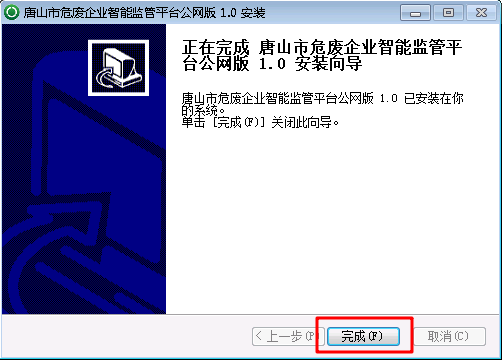 唐山市危废企业智能监管平台公网版 1.0 安装
正在完成 唐山市危废企业智能监管平
台公网版 1.0 安装向导
唐山市危废企业智能监管平台公网版 1.0 已安装在你
的系统。
单击 [完成(F)] 关闭此向导。
< 上一步(P) 完成(F) 取消(C)